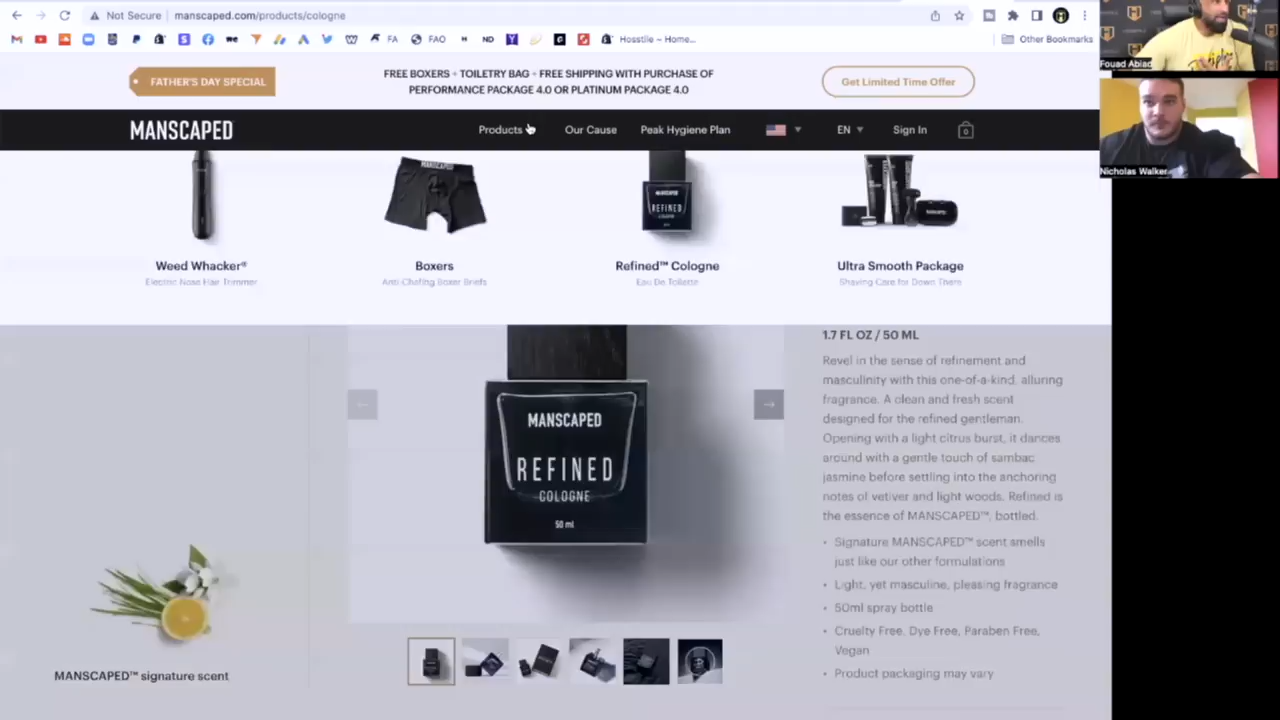 Not Secure
manscaped.com/products/cologne
FA
FAO
ND
Hosstile – Home...
Other Bookmarks
Fouad Abiad
FATHER'S DAY SPECIAL
FREE BOXERS + TOILETRY BAG + FREE SHIPPING WITH PURCHASE OF
PERFORMANCE PACKAGE 4.0 OR PLATINUM PACKAGE 4.0
Get Limited Time Offer
MANSCAPED
Products
Our Cause
Peak Hygiene Plan
EN
Sign In
0
Nicholas Walker
Weed Whacker®
Electric Nose Hair Trimmer
Boxers
Anti-Chafing Boxer Briefs
Refined™ Cologne
Eau De Toilette
Ultra Smooth Package
Shaving Care for Down There
MANSCAPED
REFINED
COLOGNE
50 ml
1.7 FL OZ / 50 ML
Revel in the sense of refinement and
masculinity with this one-of-a-kind, alluring
fragrance. A clean and fresh scent
designed for the refined gentleman.
Opening with a light citrus burst, it dances
around with a gentle touch of sambac
jasmine before settling into the anchoring
notes of vetiver and light woods. Refined is
the essence of MANSCAPED™, bottled.
• Signature MANSCAPED™ scent smells
just like our other formulations
• Light, yet masculine, pleasing fragrance
• 50ml spray bottle
• Cruelty Free, Dye Free, Paraben Free,
Vegan
• Product packaging may vary
MANSCAPED™ signature scent